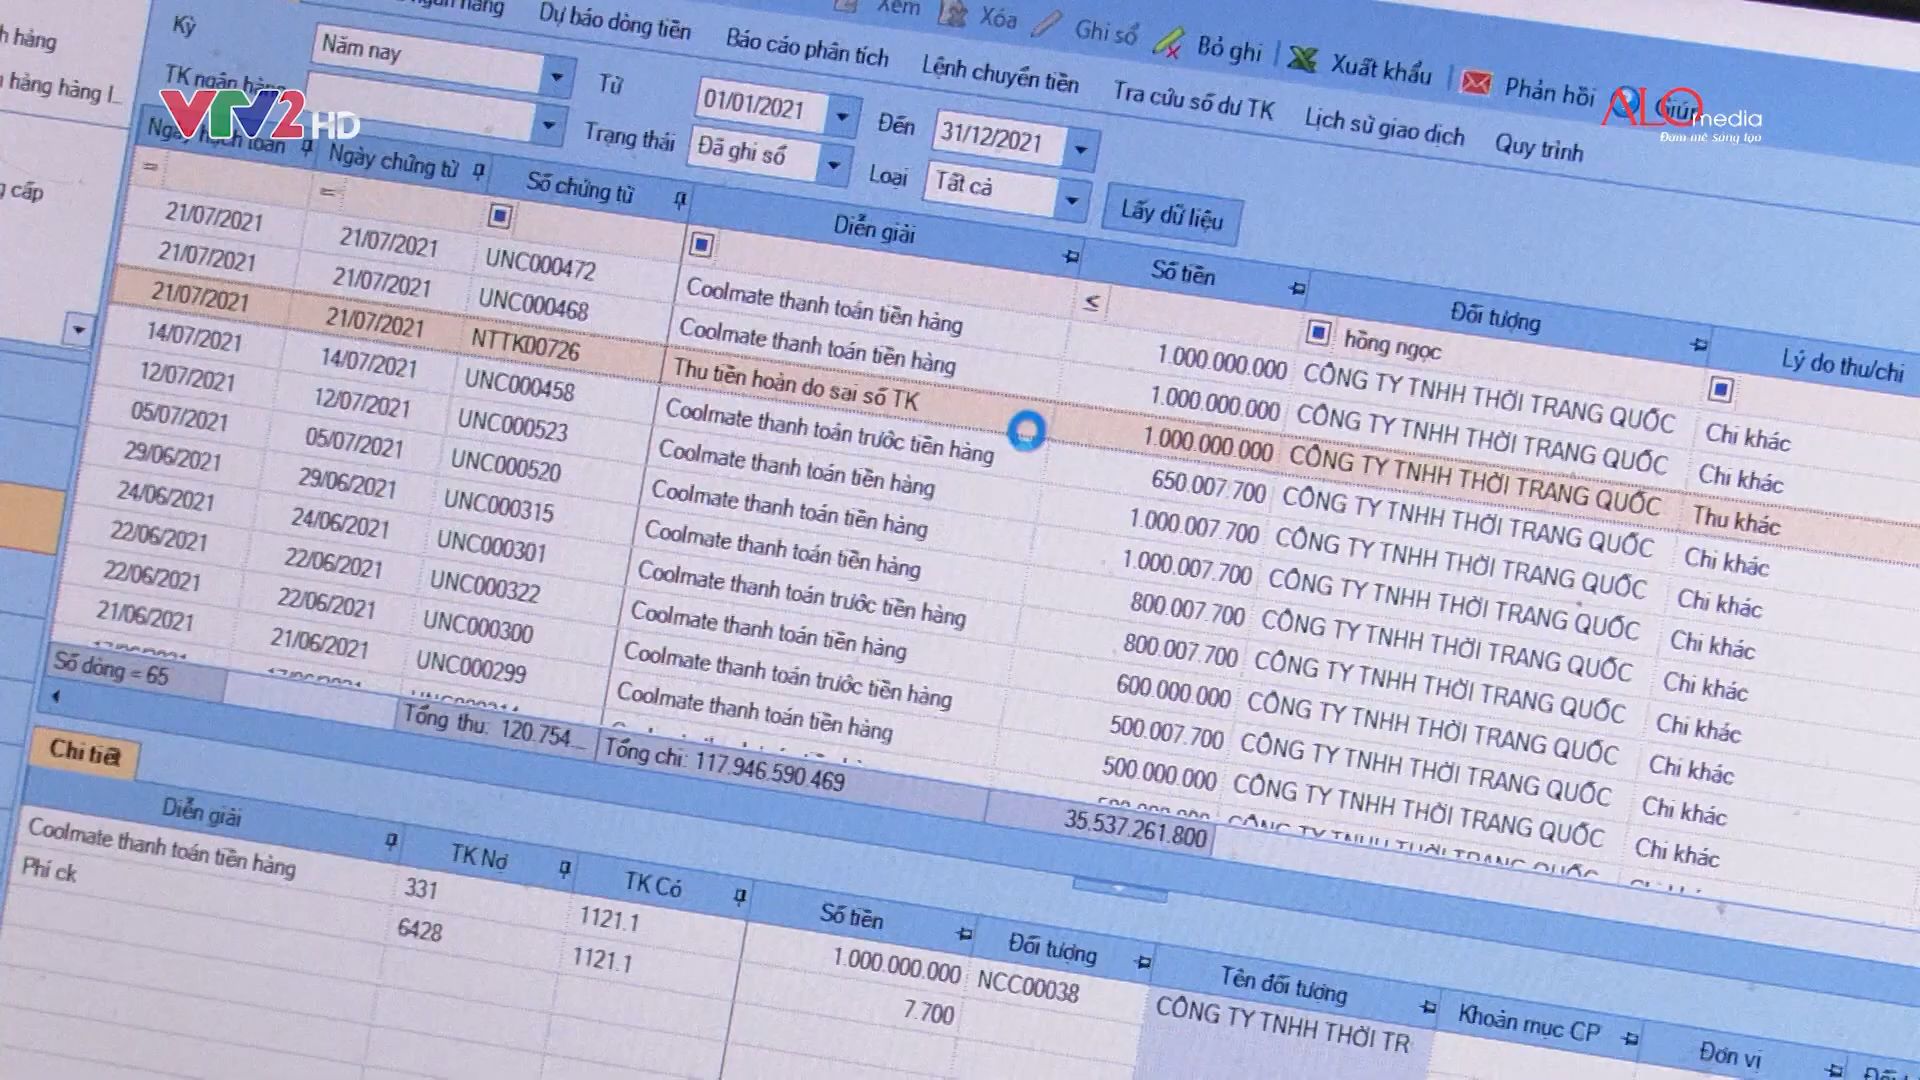 hàng
hàng hàng
cấp
Xem Xóa Ghi sổ Bỏ ghi Xuất khẩu Phản hồi
hàng Dự báo dòng tiền Báo cáo phân tích Lệnh chuyển tiền Tra cứu số dư TK Lịch sử giao dịch Quy trình
VTV2 HD
ALO media
Đam mê sáng tạo
Kỳ Năm nay Từ 01/01/2021 Đến 31/12/2021
TK ngân hàng Trạng thái Đã ghi sổ Loại Tất cả Lấy dữ liệu
Ngày hạch toán Ngày chứng từ Số chứng từ Diễn giải Số tiền Đối tượng Lý do thu/chi
= = ≤ hồng ngọc
21/07/2021 21/07/2021 UNC000472 Coolmate thanh toán tiền hàng 1.000.000.000 CÔNG TY TNHH THỜI TRANG QUỐC Chi khác
21/07/2021 21/07/2021 UNC000468 Coolmate thanh toán tiền hàng 1.000.000.000 CÔNG TY TNHH THỜI TRANG QUỐC Chi khác
21/07/2021 21/07/2021 NTTK00726 Thu tiền hoàn do sai số TK 1.000.000.000 CÔNG TY TNHH THỜI TRANG QUỐC Thu khác
14/07/2021 14/07/2021 UNC000458 Coolmate thanh toán trước tiền hàng 650.007.700 CÔNG TY TNHH THỜI TRANG QUỐC Chi khác
12/07/2021 12/07/2021 UNC000523 Coolmate thanh toán tiền hàng 1.000.007.700 CÔNG TY TNHH THỜI TRANG QUỐC Chi khác
05/07/2021 05/07/2021 UNC000520 Coolmate thanh toán tiền hàng 1.000.007.700 CÔNG TY TNHH THỜI TRANG QUỐC Chi khác
29/06/2021 29/06/2021 UNC000315 Coolmate thanh toán tiền hàng 800.007.700 CÔNG TY TNHH THỜI TRANG QUỐC Chi khác
24/06/2021 24/06/2021 UNC000301 Coolmate thanh toán trước tiền hàng 800.007.700 CÔNG TY TNHH THỜI TRANG QUỐC Chi khác
22/06/2021 22/06/2021 UNC000322 Coolmate thanh toán tiền hàng 600.000.000 CÔNG TY TNHH THỜI TRANG QUỐC Chi khác
22/06/2021 22/06/2021 UNC000300 Coolmate thanh toán trước tiền hàng 500.007.700 CÔNG TY TNHH THỜI TRANG QUỐC Chi khác
21/06/2021 21/06/2021 UNC000299 Coolmate thanh toán tiền hàng 500.000.000 CÔNG TY TNHH THỜI TRANG QUỐC Chi khác
Số dòng = 65 Tổng thu: 120.754... Tổng chi: 117.946.590.469 35.537.261.800
Chi tiết
Diễn giải TK Nợ TK Có Số tiền Đối tượng Tên đối tượng Khoản mục CP Đơn vị
Coolmate thanh toán tiền hàng 331 1121.1 1.000.000.000 NCC00038 CÔNG TY TNHH THỜI TR
Phí ck 6428 1121.1 7.700